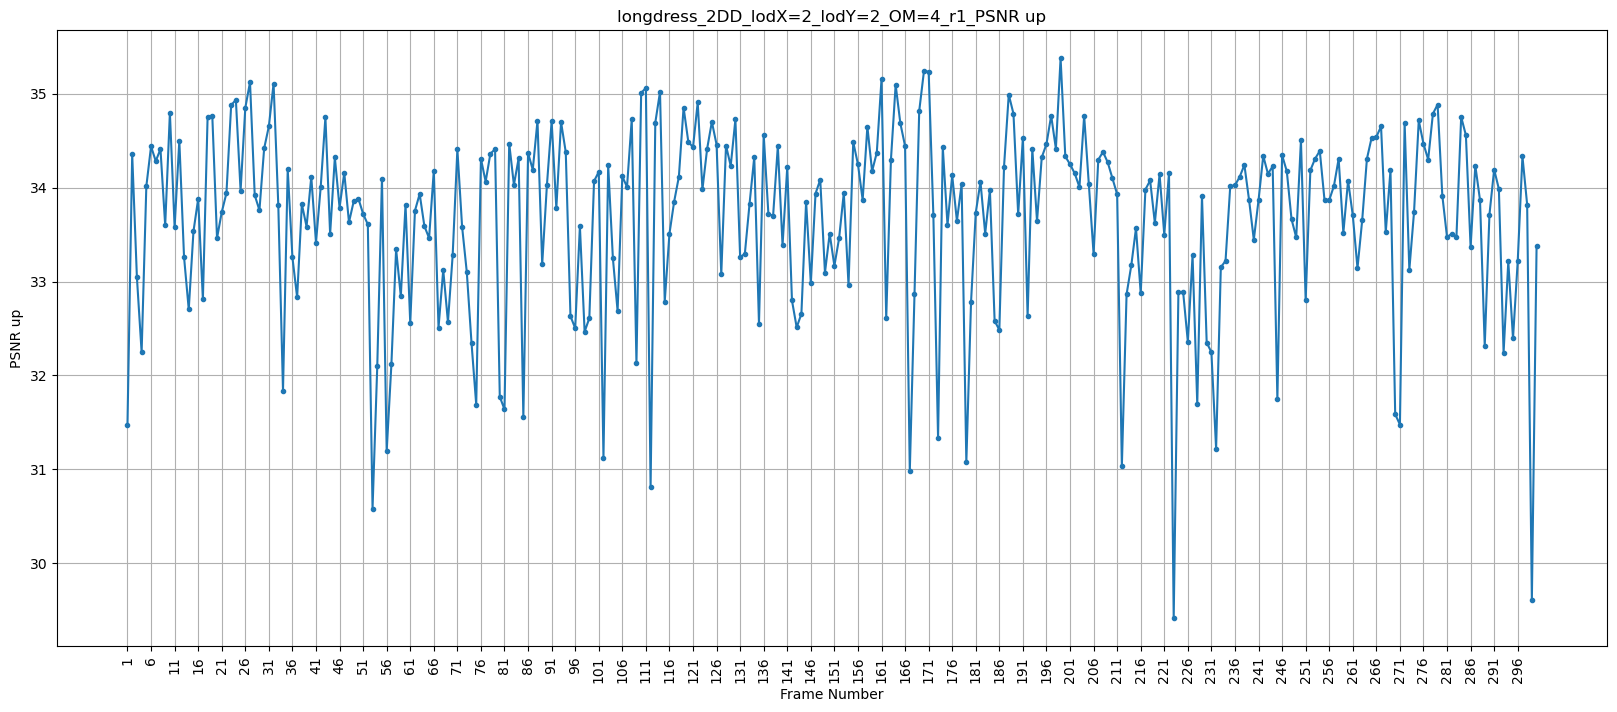 longdress_2DD_lodX=2_lodY=2_OM=4_r1_PSNR up
PSNR up
35
34
33
32
31
30
1 6 11 16 21 26 31 36 41 46 51 56 61 66 71 76 81 86 91 96 101 106 111 116 121 126 131 136 141 146 151 156 161 166 171 176 181 186 191 196 201 206 211 216 221 226 231 236 241 246 251 256 261 266 271 276 281 286 291 296
Frame Number